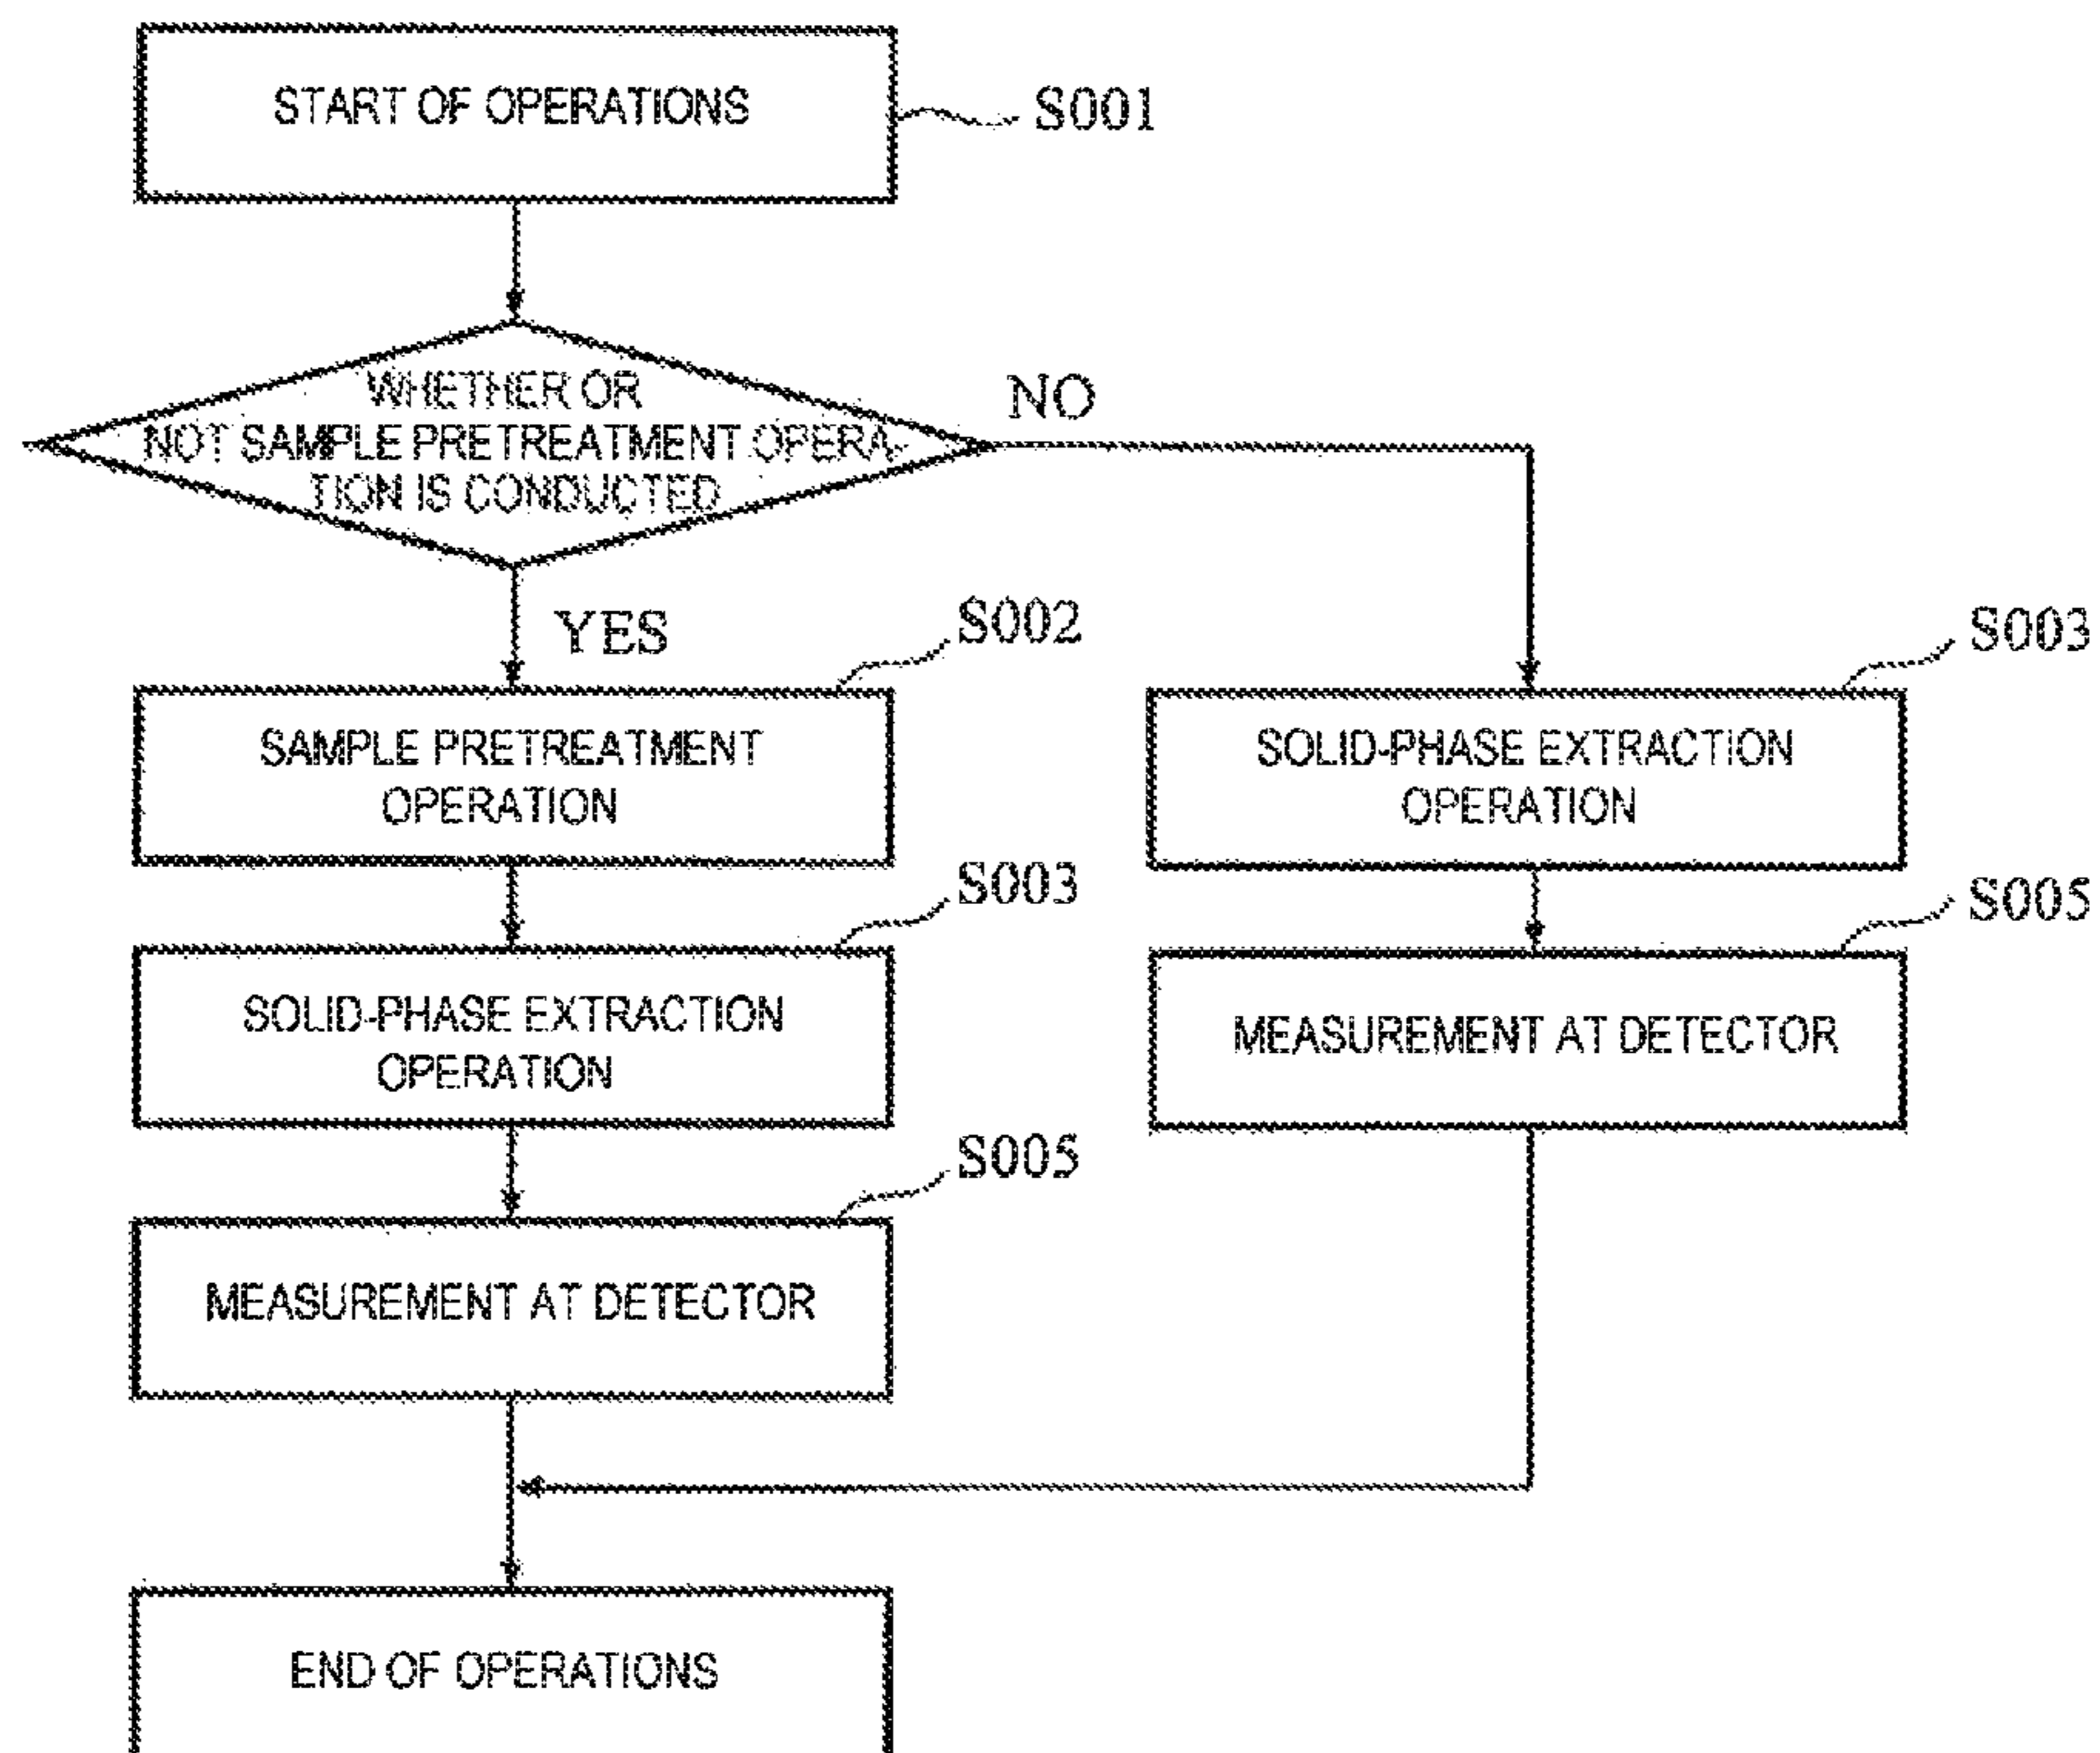 START OF OPERATIONS
S001
WHETHER OR
NOT SAMPLE PRETREATMENT OPERA-
TION IS CONDUCTED
NO
YES
S002
SAMPLE PRETREATMENT
OPERATION
S003
SOLID-PHASE EXTRACTION
OPERATION
S003
SOLID-PHASE EXTRACTION
OPERATION
S005
MEASUREMENT AT DETECTOR
S005
MEASUREMENT AT DETECTOR
END OF OPERATIONS